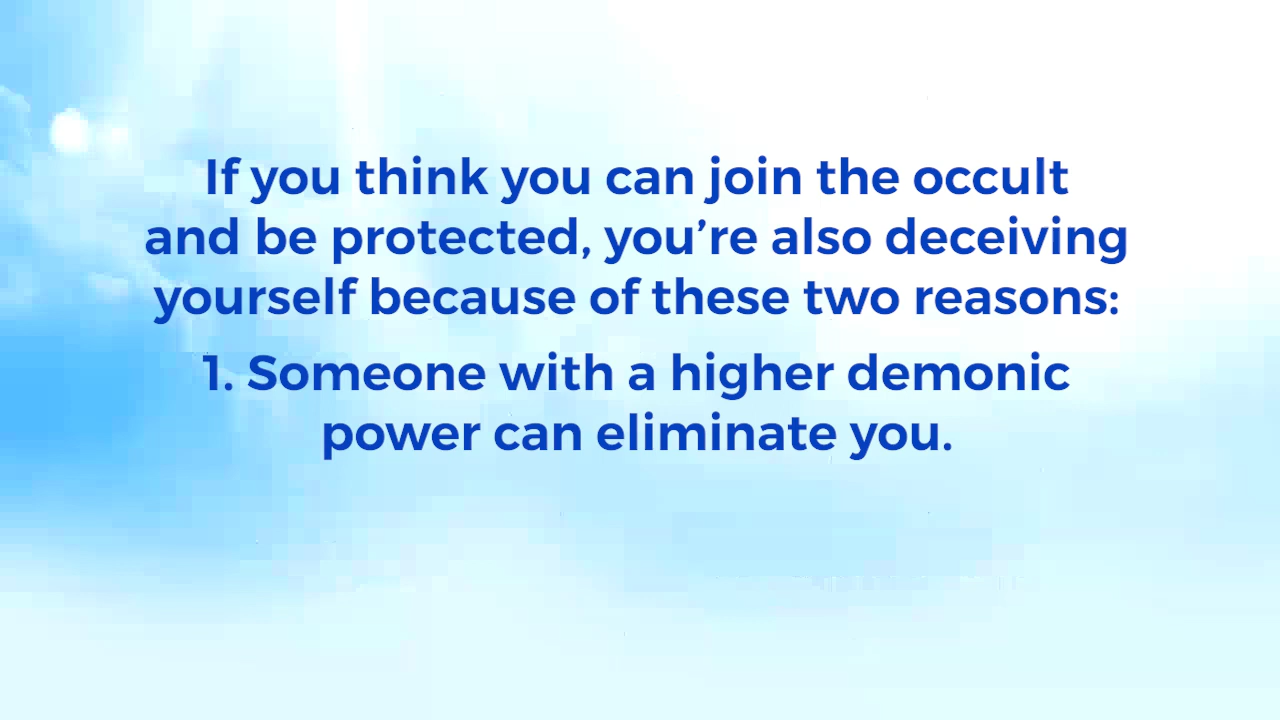 If you think you can join the occult
and be protected, you’re also deceiving
yourself because of these two reasons:
1. Someone with a higher demonic
power can eliminate you.